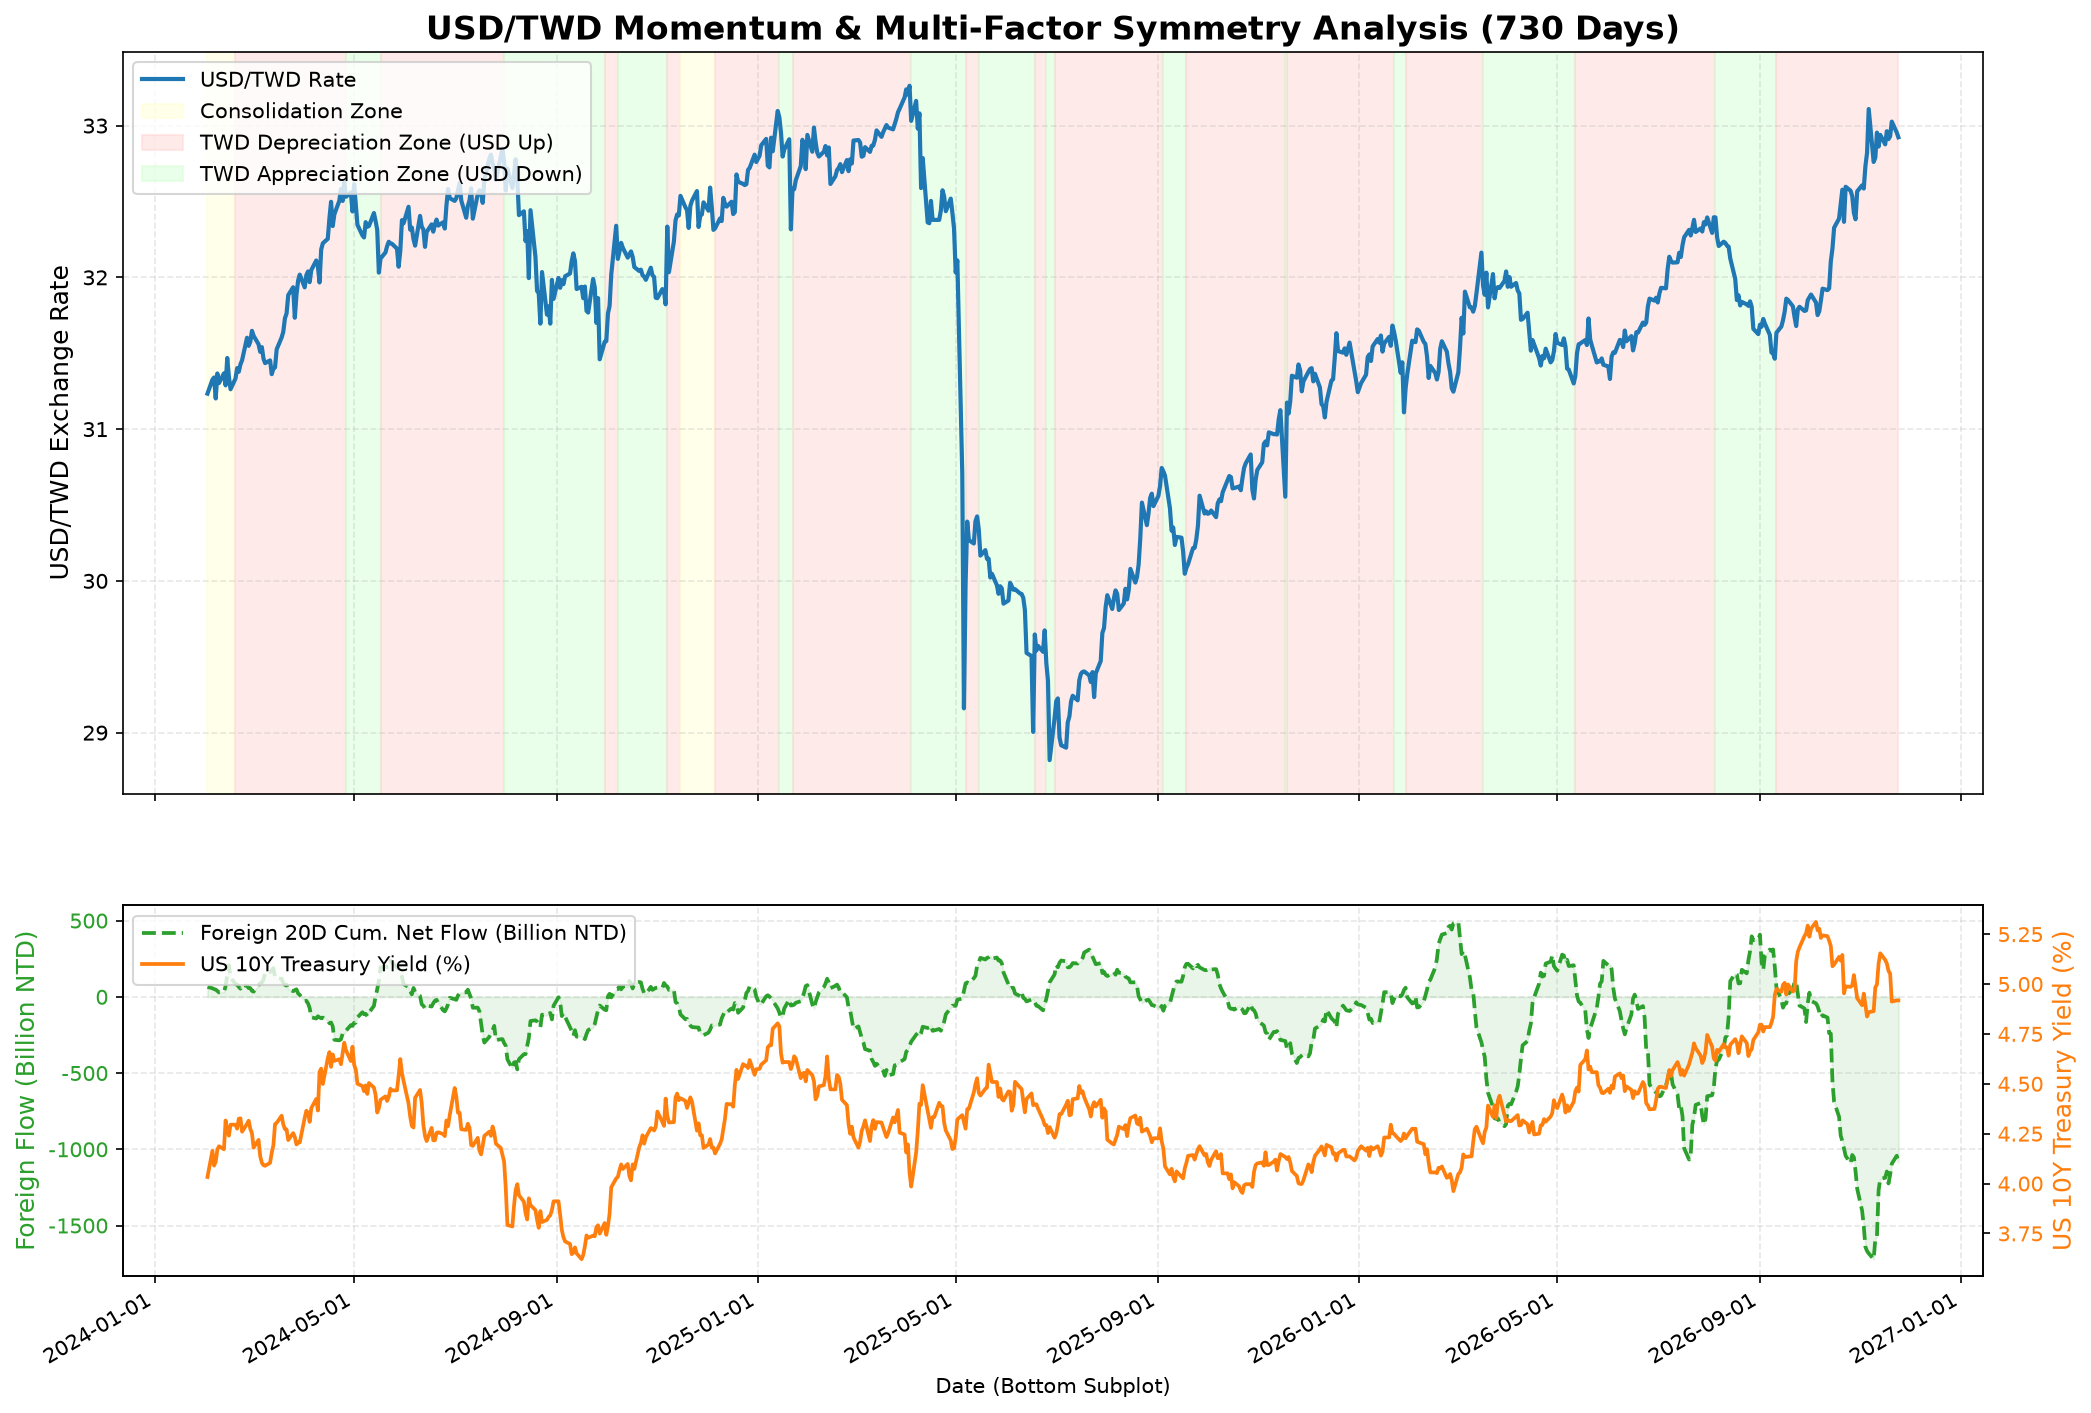 USD/TWD Momentum & Multi-Factor Symmetry Analysis (730 Days)
USD/TWD Rate
Consolidation Zone
TWD Depreciation Zone (USD Up)
TWD Appreciation Zone (USD Down)
USD/TWD Exchange Rate
33
32
31
30
29
Foreign 20D Cum. Net Flow (Billion NTD)
US 10Y Treasury Yield (%)
Foreign Flow (Billion NTD)
500
0
-500
-1000
-1500
5.25
5.00
4.75
4.50
4.25
4.00
3.75
US 10Y Treasury Yield (%)
2024-01-01
2024-05-01
2024-09-01
2025-01-01
2025-05-01
2025-09-01
2026-01-01
2026-05-01
2026-09-01
2027-01-01
Date (Bottom Subplot)